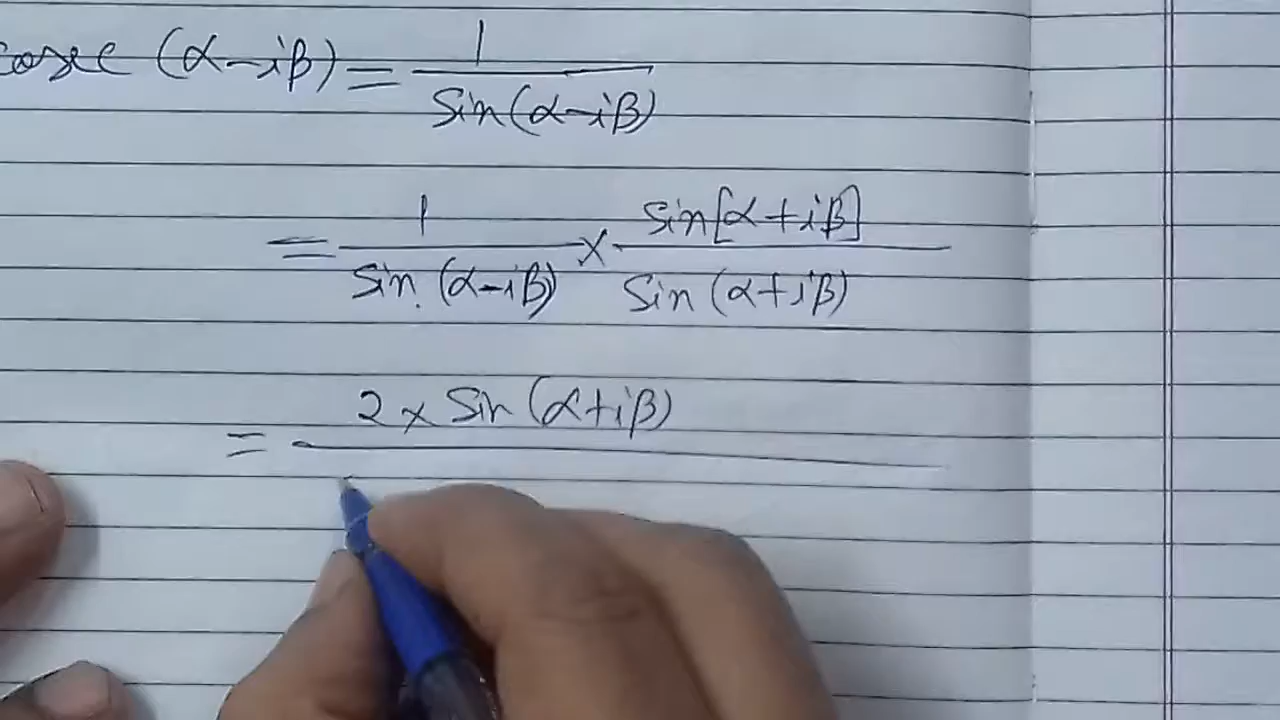 cosec (α-iβ) = 1 / Sin(α-iβ)
= 1 / Sin (α-iβ) × Sin[α+iβ] / Sin (α+iβ)
= 2 × Sin (α+iβ)